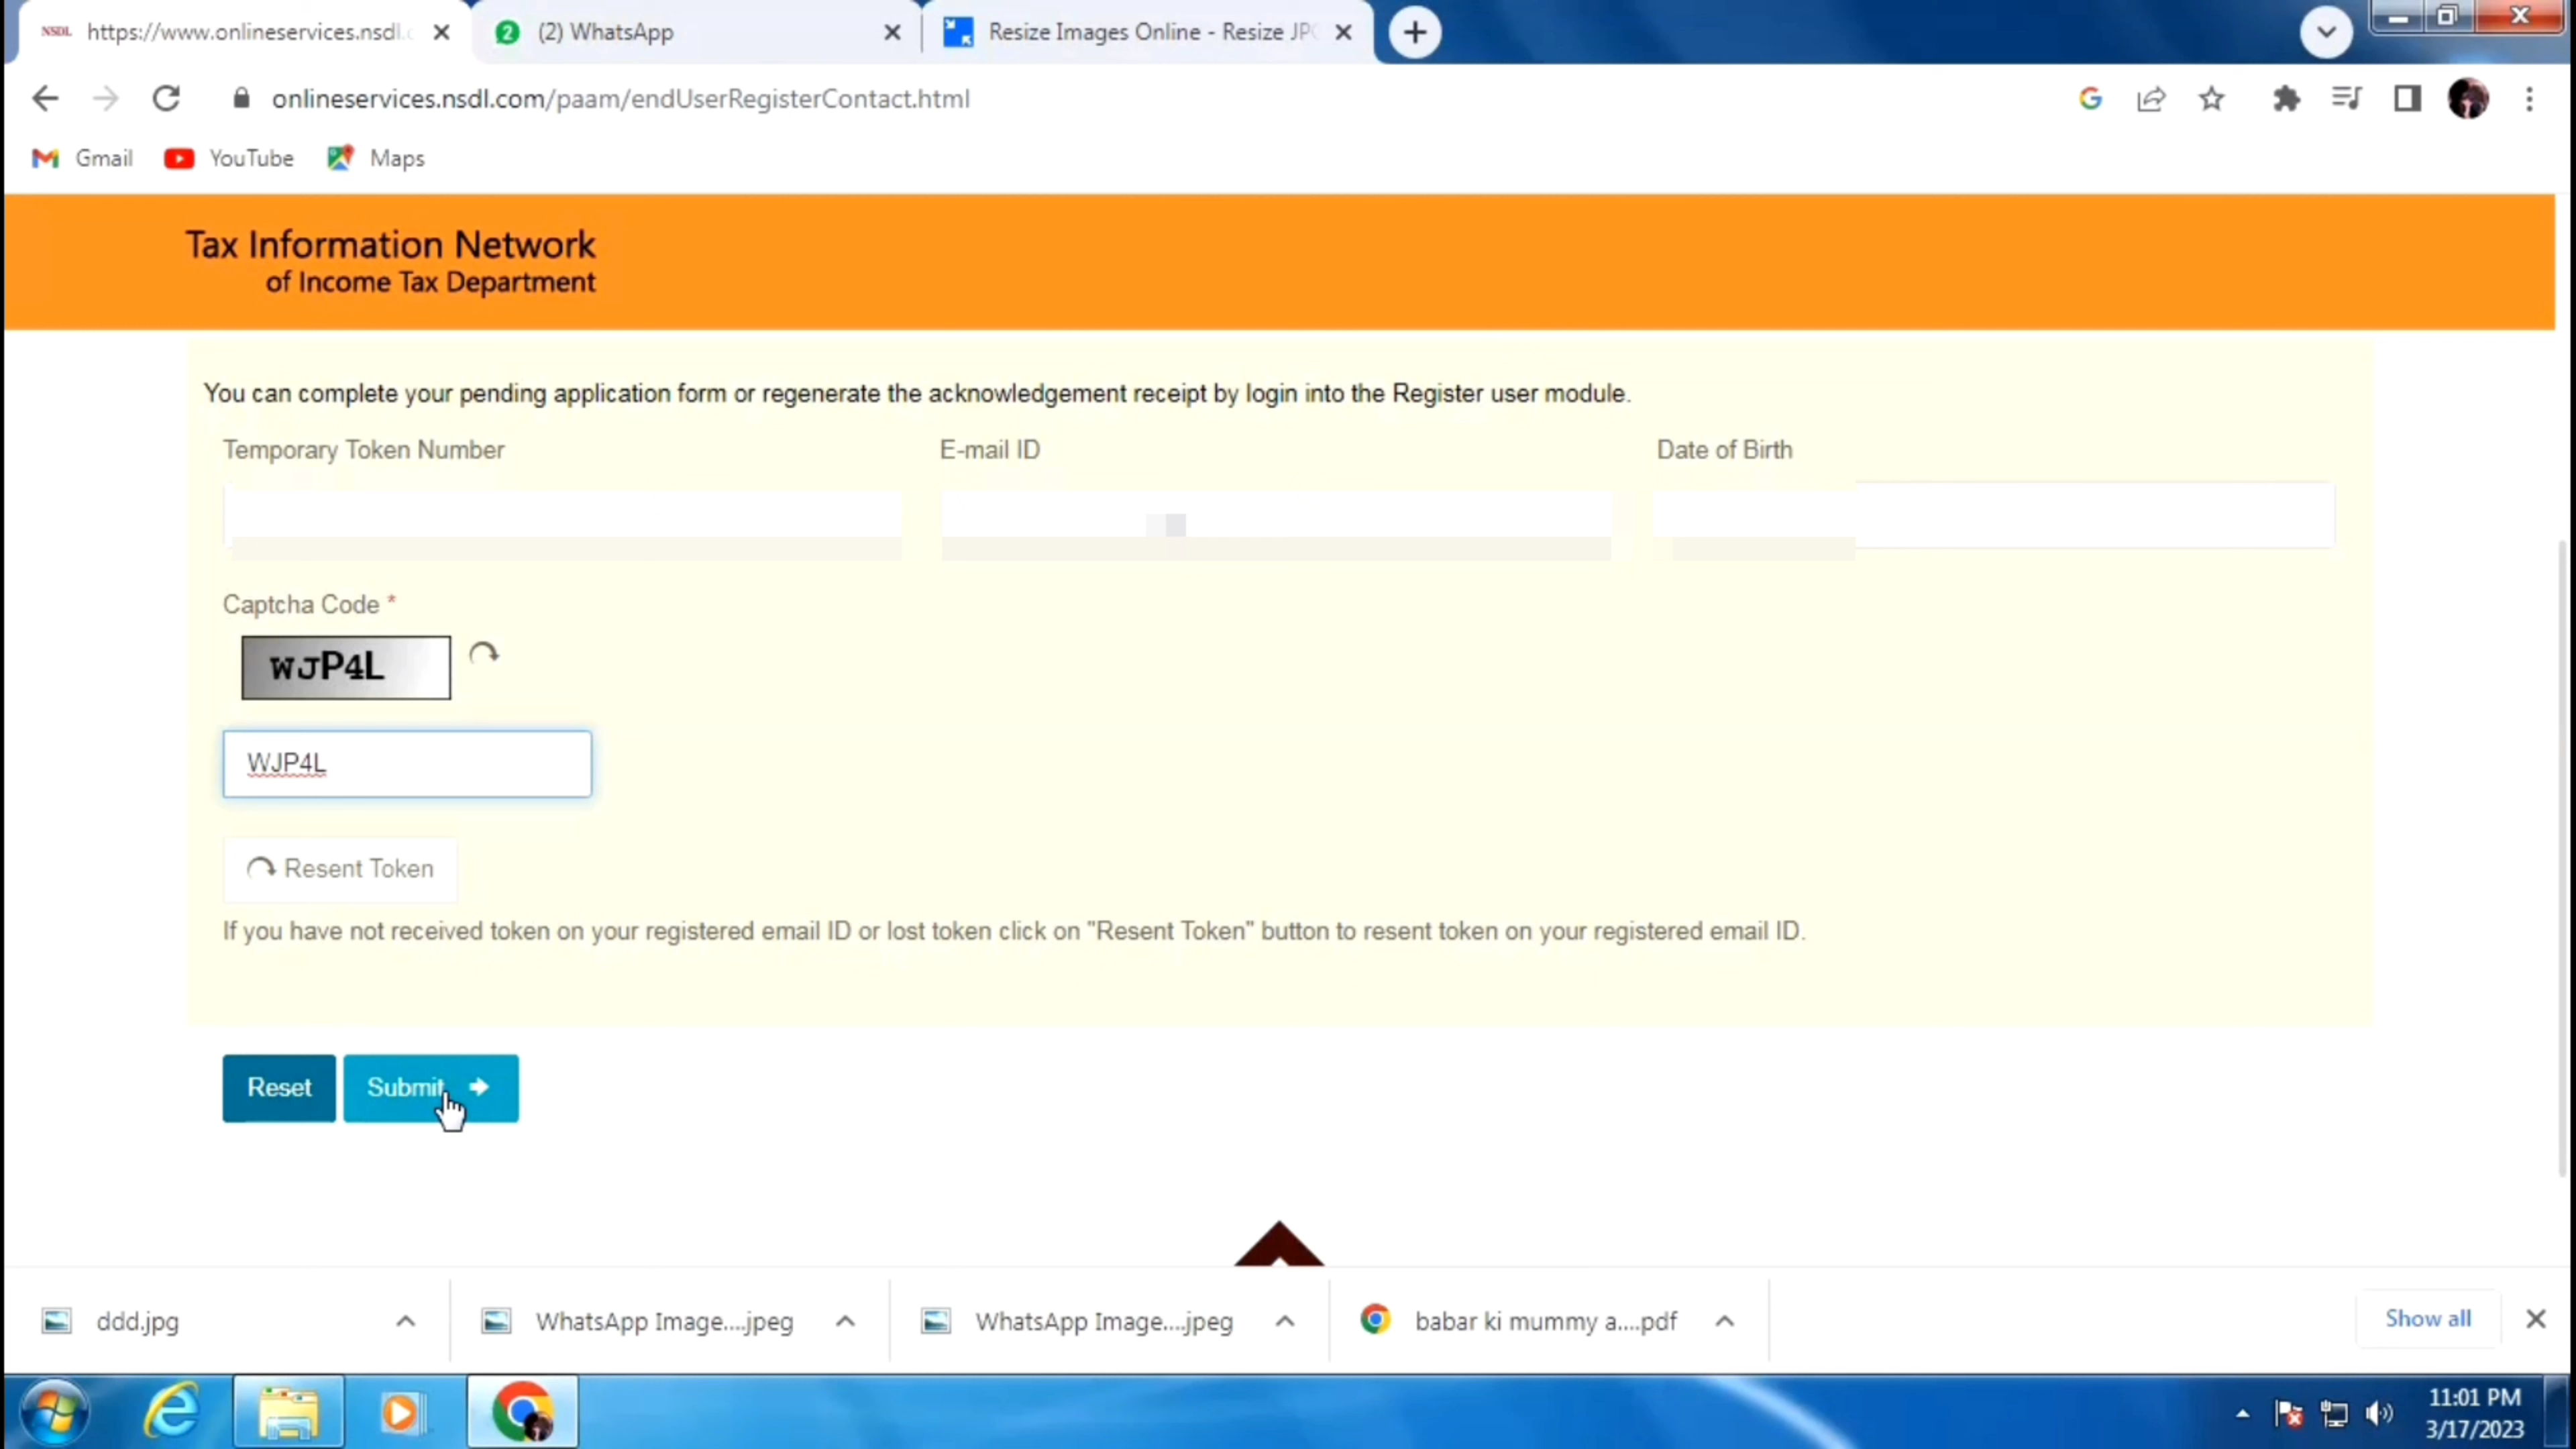 NSDL https://www.onlineservices.nsdl.c
2 (2) WhatsApp
Resize Images Online - Resize JP
onlineservices.nsdl.com/paam/endUserRegisterContact.html
Gmail
YouTube
Maps
Tax Information Network
of Income Tax Department
You can complete your pending application form or regenerate the acknowledgement receipt by login into the Register user module.
Temporary Token Number
E-mail ID
Date of Birth
Captcha Code *
WJP4L
WJP4L
Resent Token
If you have not received token on your registered email ID or lost token click on "Resent Token" button to resent token on your registered email ID.
Reset
Submit
ddd.jpg
WhatsApp Image....jpeg
WhatsApp Image....jpeg
babar ki mummy a....pdf
Show all
11:01 PM
3/17/2023